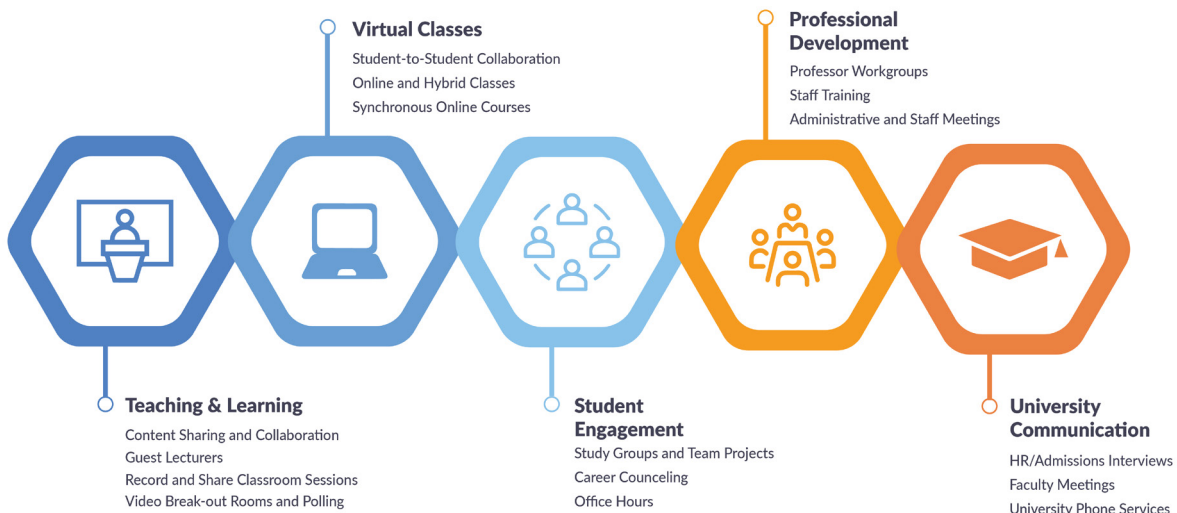 Virtual Classes
Student-to-Student Collaboration
Online and Hybrid Classes
Synchronous Online Courses
Professional
Development
Professor Workgroups
Staff Training
Administrative and Staff Meetings
Teaching & Learning
Content Sharing and Collaboration
Guest Lecturers
Record and Share Classroom Sessions
Video Break-out Rooms and Polling
Student
Engagement
Study Groups and Team Projects
Career Counceling
Office Hours
University
Communication
HR/Admissions Interviews
Faculty Meetings
University Phone Services